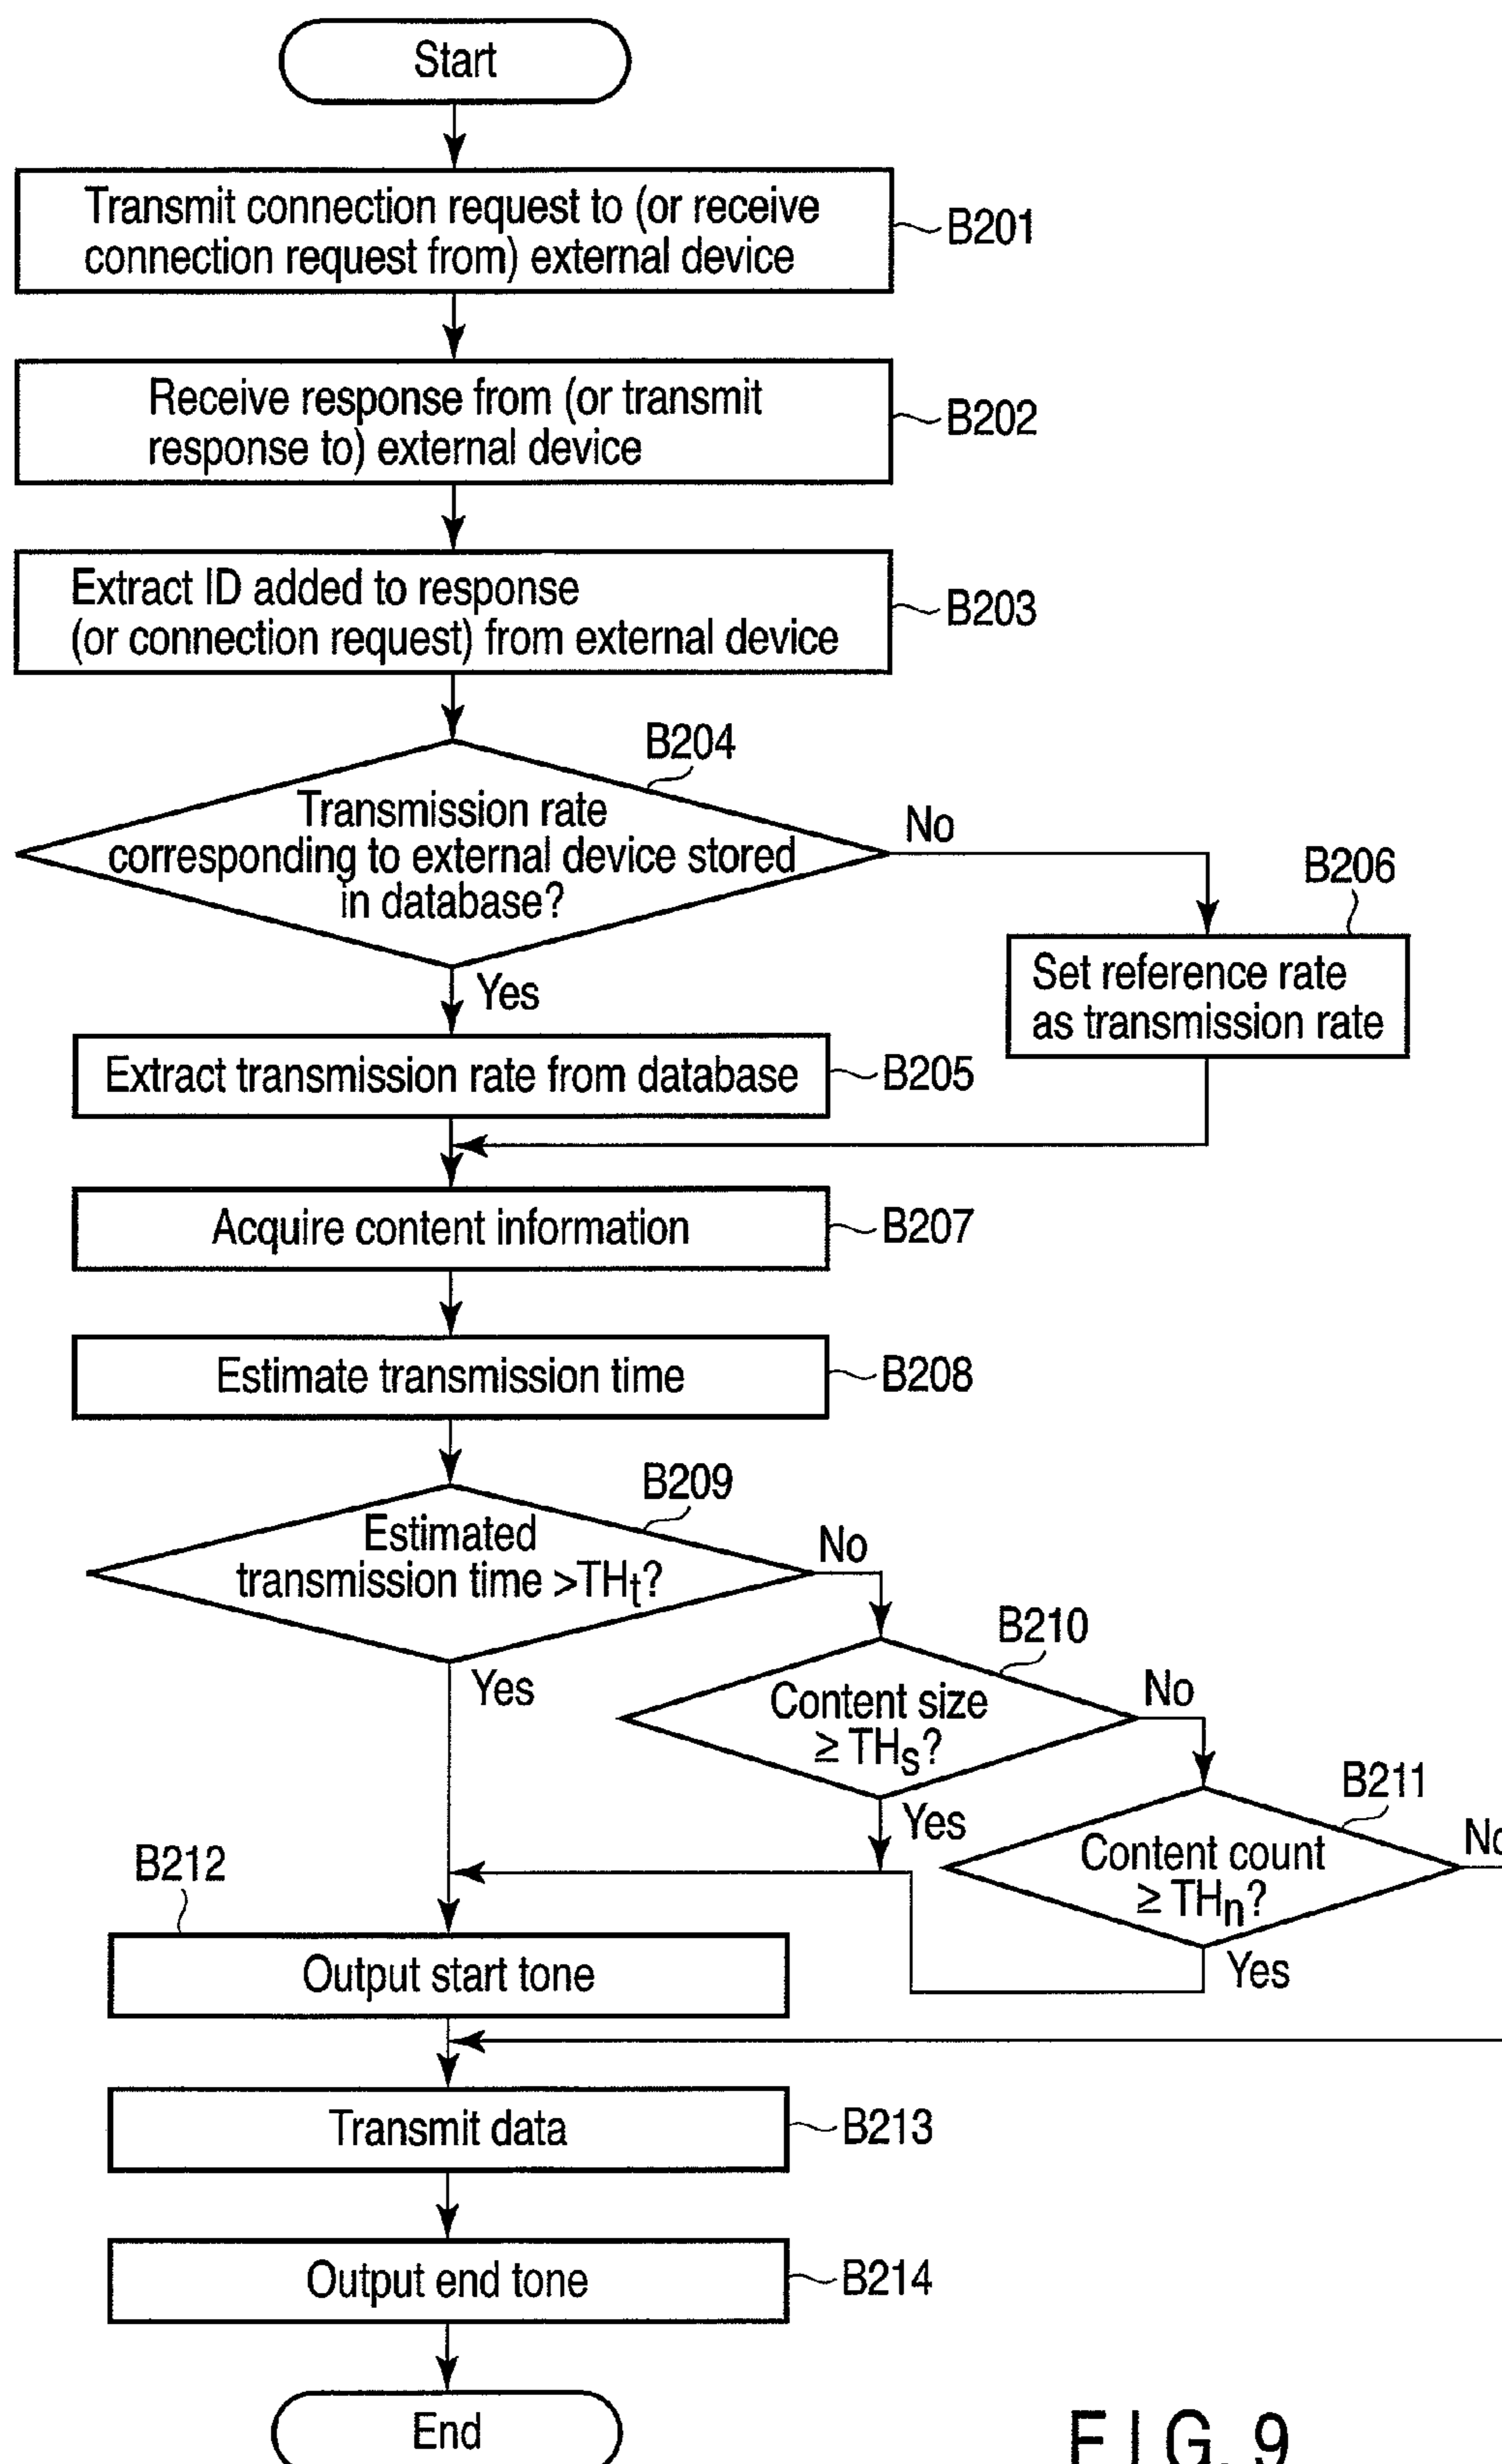 Start
Transmit connection request to (or receive
connection request from) external device
B201
Receive response from (or transmit
response to) external device
B202
Extract ID added to response
(or connection request) from external device
B203
B204
Transmission rate
corresponding to external device stored
in database?
No
Yes
B206
Set reference rate
as transmission rate
Extract transmission rate from database
B205
Acquire content information
B207
Estimate transmission time
B208
B209
Estimated
transmission time >THt?
No
Yes
B210
Content size
≥ THs?
No
Yes
B211
Content count
≥ THn?
No
Yes
B212
Output start tone
Transmit data
B213
Output end tone
B214
End
FIG. 9